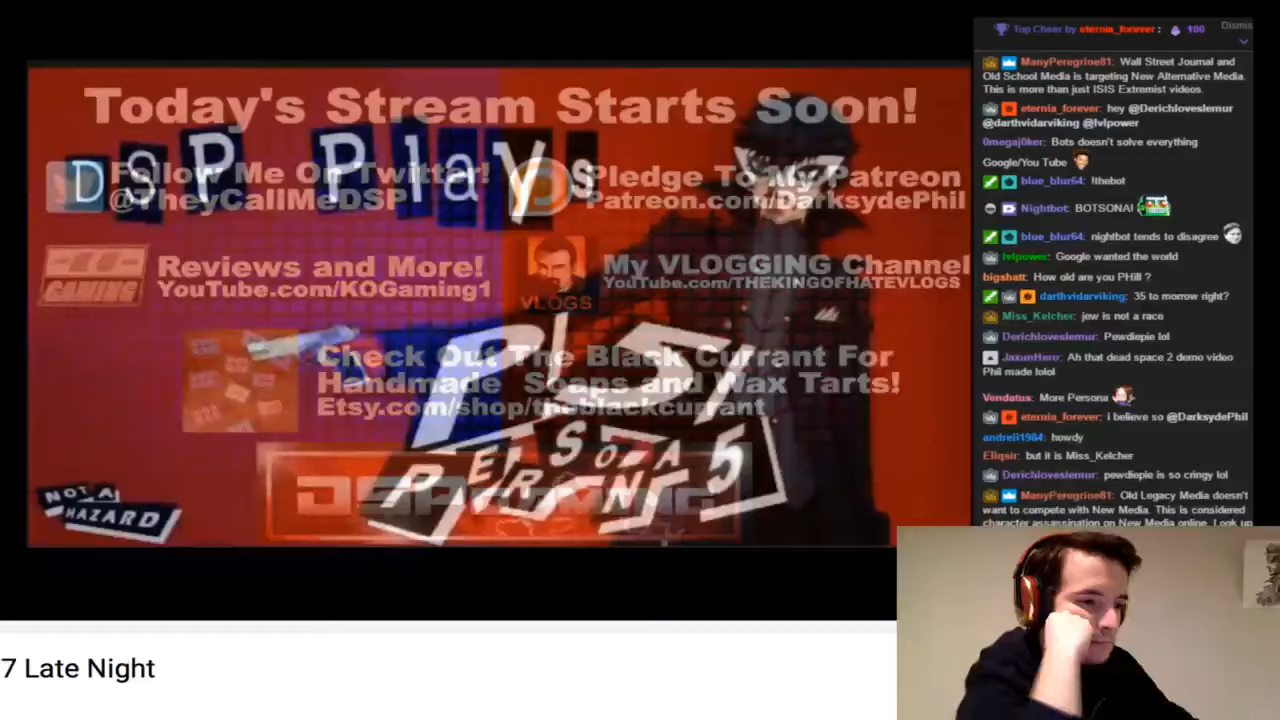 Today's Stream Starts Soon!
DSP Plays
Follow Me On Twitter!
@TheyCallMeDSP
Pledge To My Patreon
Patreon.com/DarksydePhil
KO
GAMING
Reviews and More!
YouTube.com/KOGaming1
VLOGS
My VLOGGING Channel
YouTube.com/THEKINGOFHATEVLOGS
Check Out The Black Currant For
Handmade Soaps and Wax Tarts!
Etsy.com/shop/theblackcurrant
P5
PERSONA 5
DSPGAMING
NOT A
HAZARD
7 Late Night
Top Cheer by eternia_forever : 100
Dismis
ManyPeregrine81: Wall Street Journal and
Old School Media is targeting New Alternative Media.
This is more than just ISIS Extremist videos.
eternia_forever: hey @Derichloveslemur
@darthvidarviking @lvlpower
0megaj0ker: Bots doesn't solve everything
Google/You Tube
blue_blur64: !thebot
Nightbot: BOTSONA!
blue_blur64: nightbot tends to disagree
lvlpower: Google wanted the world
bigshatt: How old are you PHill ?
darthvidarviking: 35 to morrow right?
Miss_Kelcher: jew is not a race
Derichloveslemur: Pewdiepie lol
JaxunHero: Ah that dead space 2 demo video
Phil made lolol
Vendatus: More Persona
eternia_forever: i believe so @DarksydePhil
andreli1984: howdy
Eliqsir: but it is Miss_Kelcher
Derichloveslemur: pewdiepie is so cringy lol
ManyPeregrine81: Old Legacy Media doesn't
want to compete with New Media. This is considered
character assassination on New Media online. Look up